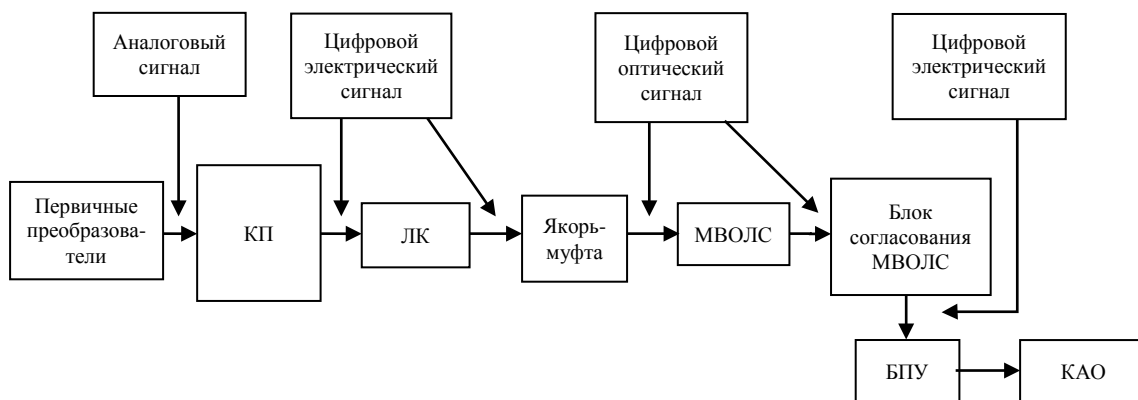 Аналоговый
сигнал
Цифровой
электрический
сигнал
Цифровой
оптический
сигнал
Цифровой
электрический
сигнал
Первичные
преобразова-
тели
КП
ЛК
Якорь-
муфта
МВОЛС
Блок
согласования
МВОЛС
БПУ
КАО